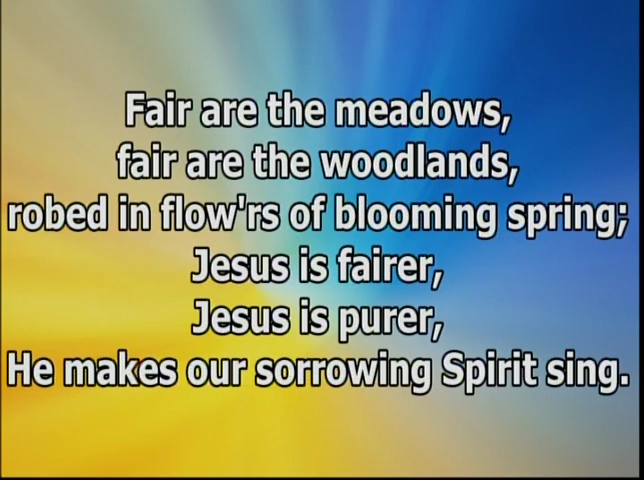 Fair are the meadows,
fair are the woodlands,
robed in flow'rs of blooming spring;
Jesus is fairer,
Jesus is purer,
He makes our sorrowing Spirit sing.